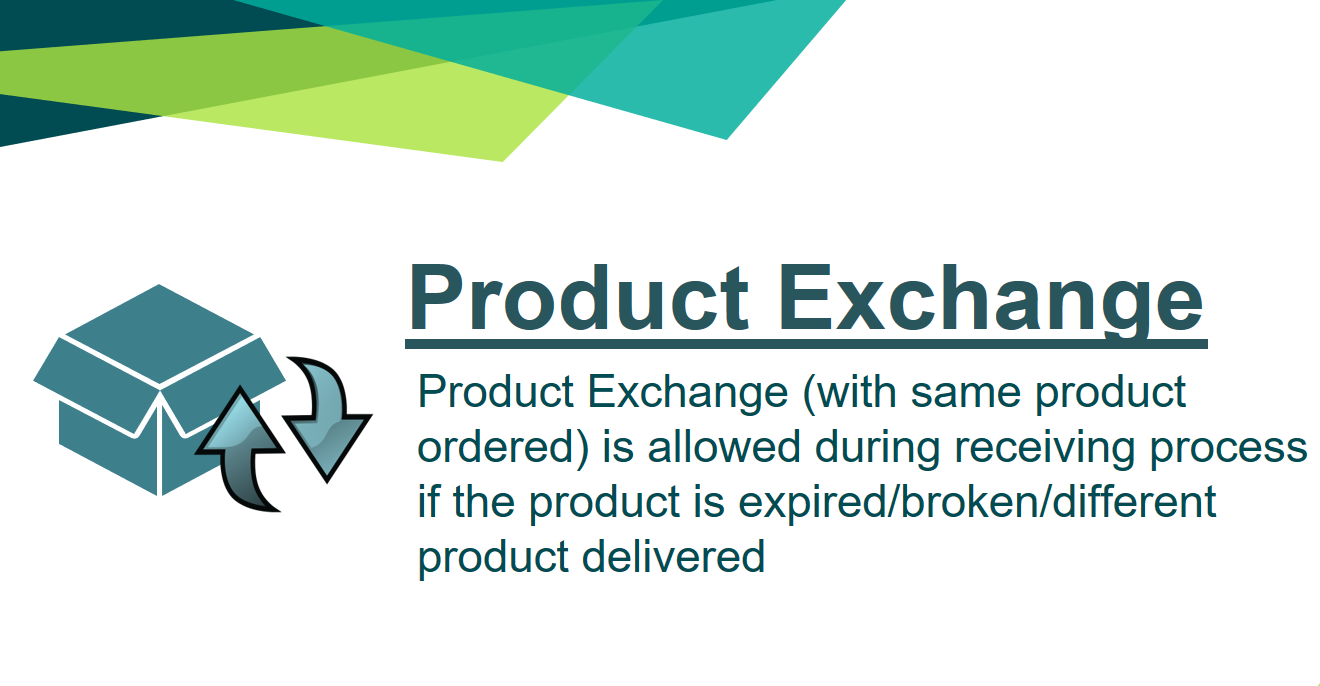 Product Exchange
Product Exchange (with same product
ordered) is allowed during receiving process
if the product is expired/broken/different
product delivered